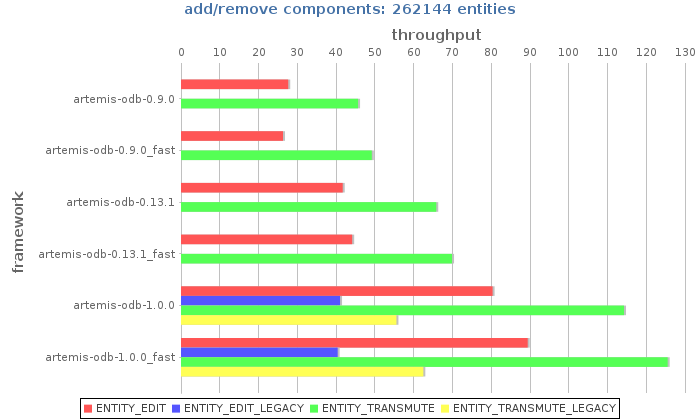 add/remove components: 262144 entities
throughput
0 10 20 30 40 50 60 70 80 90 100 110 120 130
framework
artemis-odb-0.9.0
artemis-odb-0.9.0_fast
artemis-odb-0.13.1
artemis-odb-0.13.1_fast
artemis-odb-1.0.0
artemis-odb-1.0.0_fast
ENTITY_EDIT ENTITY_EDIT_LEGACY ENTITY_TRANSMUTE ENTITY_TRANSMUTE_LEGACY